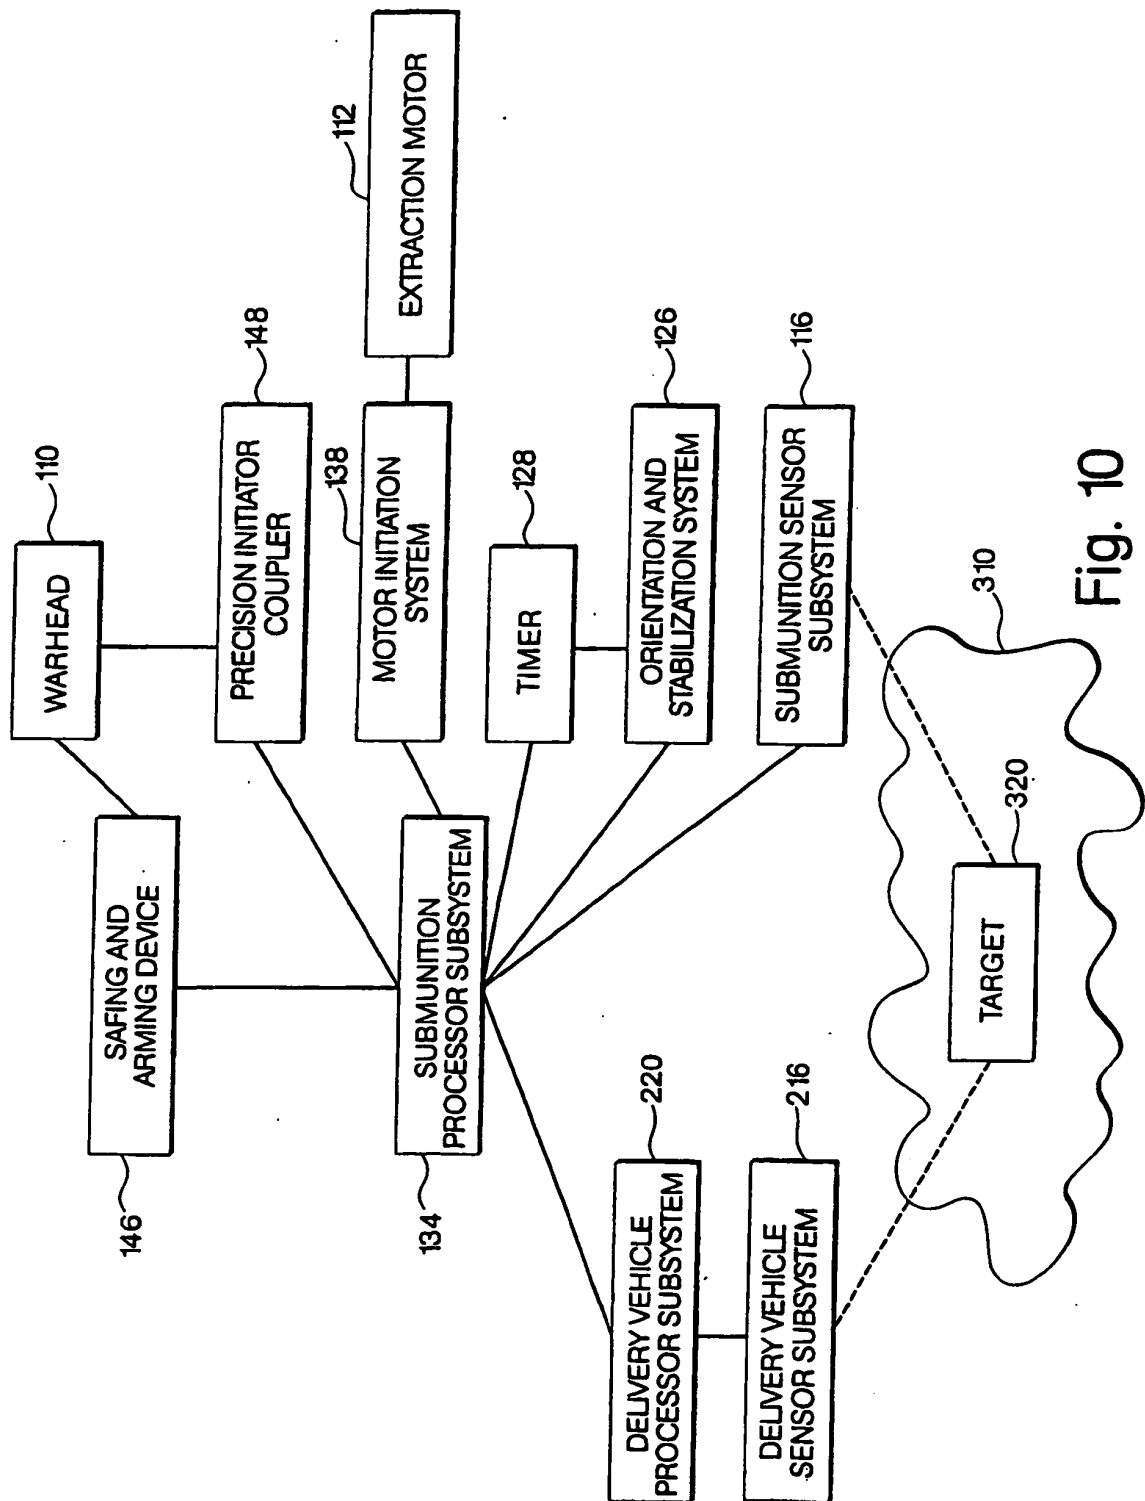 WARHEAD
110
SAFING AND
ARMING DEVICE
146
PRECISION INITIATOR
COUPLER
148
SUBMUNITION
PROCESSOR SUBSYSTEM
134
MOTOR INITIATION
SYSTEM
138
EXTRACTION MOTOR
112
TIMER
128
ORIENTATION AND
STABILIZATION SYSTEM
126
DELIVERY VEHICLE
PROCESSOR SUBSYSTEM
220
SUBMUNITION SENSOR
SUBSYSTEM
116
DELIVERY VEHICLE
SENSOR SUBSYSTEM
216
TARGET
320
310
Fig. 10